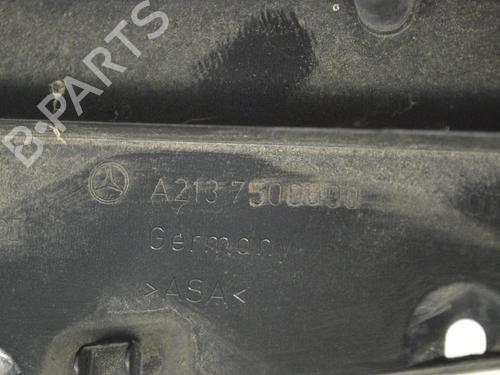 B-PARTS
A213 7500000
Germany
>ASA<